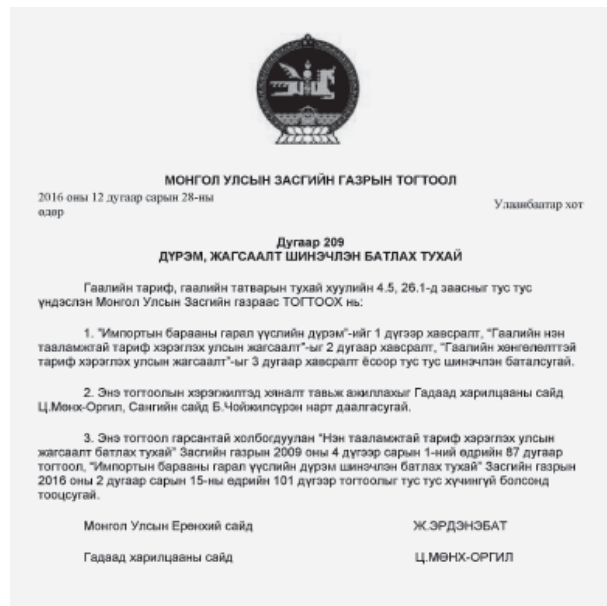 МОНГОЛ УЛСЫН ЗАСГИЙН ГАЗРЫН ТОГТООЛ
2016 оны 12 дугаар сарын 28-ны
өдөр
Улаанбаатар хот
Дугаар 209
ДҮРЭМ, ЖАГСААЛТ ШИНЭЧЛЭН БАТЛАХ ТУХАЙ
Гаалийн тариф, гаалийн татварын тухай хуулийн 4.5, 26.1-д заасныг тус тус
үндэслэн Монгол Улсын Засгийн газраас ТОГТООХ нь:
1. "Импортын барааны гарал үүслийн дүрэм"-ийг 1 дүгээр хавсралт, "Гаалийн нэн
тааламжтай тариф хэрэглэх улсын жагсаалт"-ыг 2 дугаар хавсралт, "Гаалийн хөнгөлөлттэй
тариф хэрэглэх улсын жагсаалт"-ыг 3 дугаар хавсралт ёсоор тус тус шинэчлэн баталсугай.
2. Энэ тогтоолын хэрэгжилтэд хяналт тавьж ажиллахыг Гадаад харилцааны сайд
Ц.Мөнх-Оргил, Сангийн сайд Б.Чойжилсүрэн нарт даалгасугай.
3. Энэ тогтоол гарсантай холбогдуулан "Нэн тааламжтай тариф хэрэглэх улсын
жагсаалт батлах тухай" Засгийн газрын 2009 оны 4 дүгээр сарын 1-ний өдрийн 87 дугаар
тогтоол, "Импортын барааны гарал үүслийн дүрэм шинэчлэн батлах тухай" Засгийн газрын
2016 оны 2 дугаар сарын 15-ны өдрийн 101 дүгээр тогтоолыг тус тус хүчингүй болсонд
тооцсугай.
Монгол Улсын Ерөнхий сайд Ж.ЭРДЭНЭБАТ
Гадаад харилцааны сайд Ц.МӨНХ-ОРГИЛ